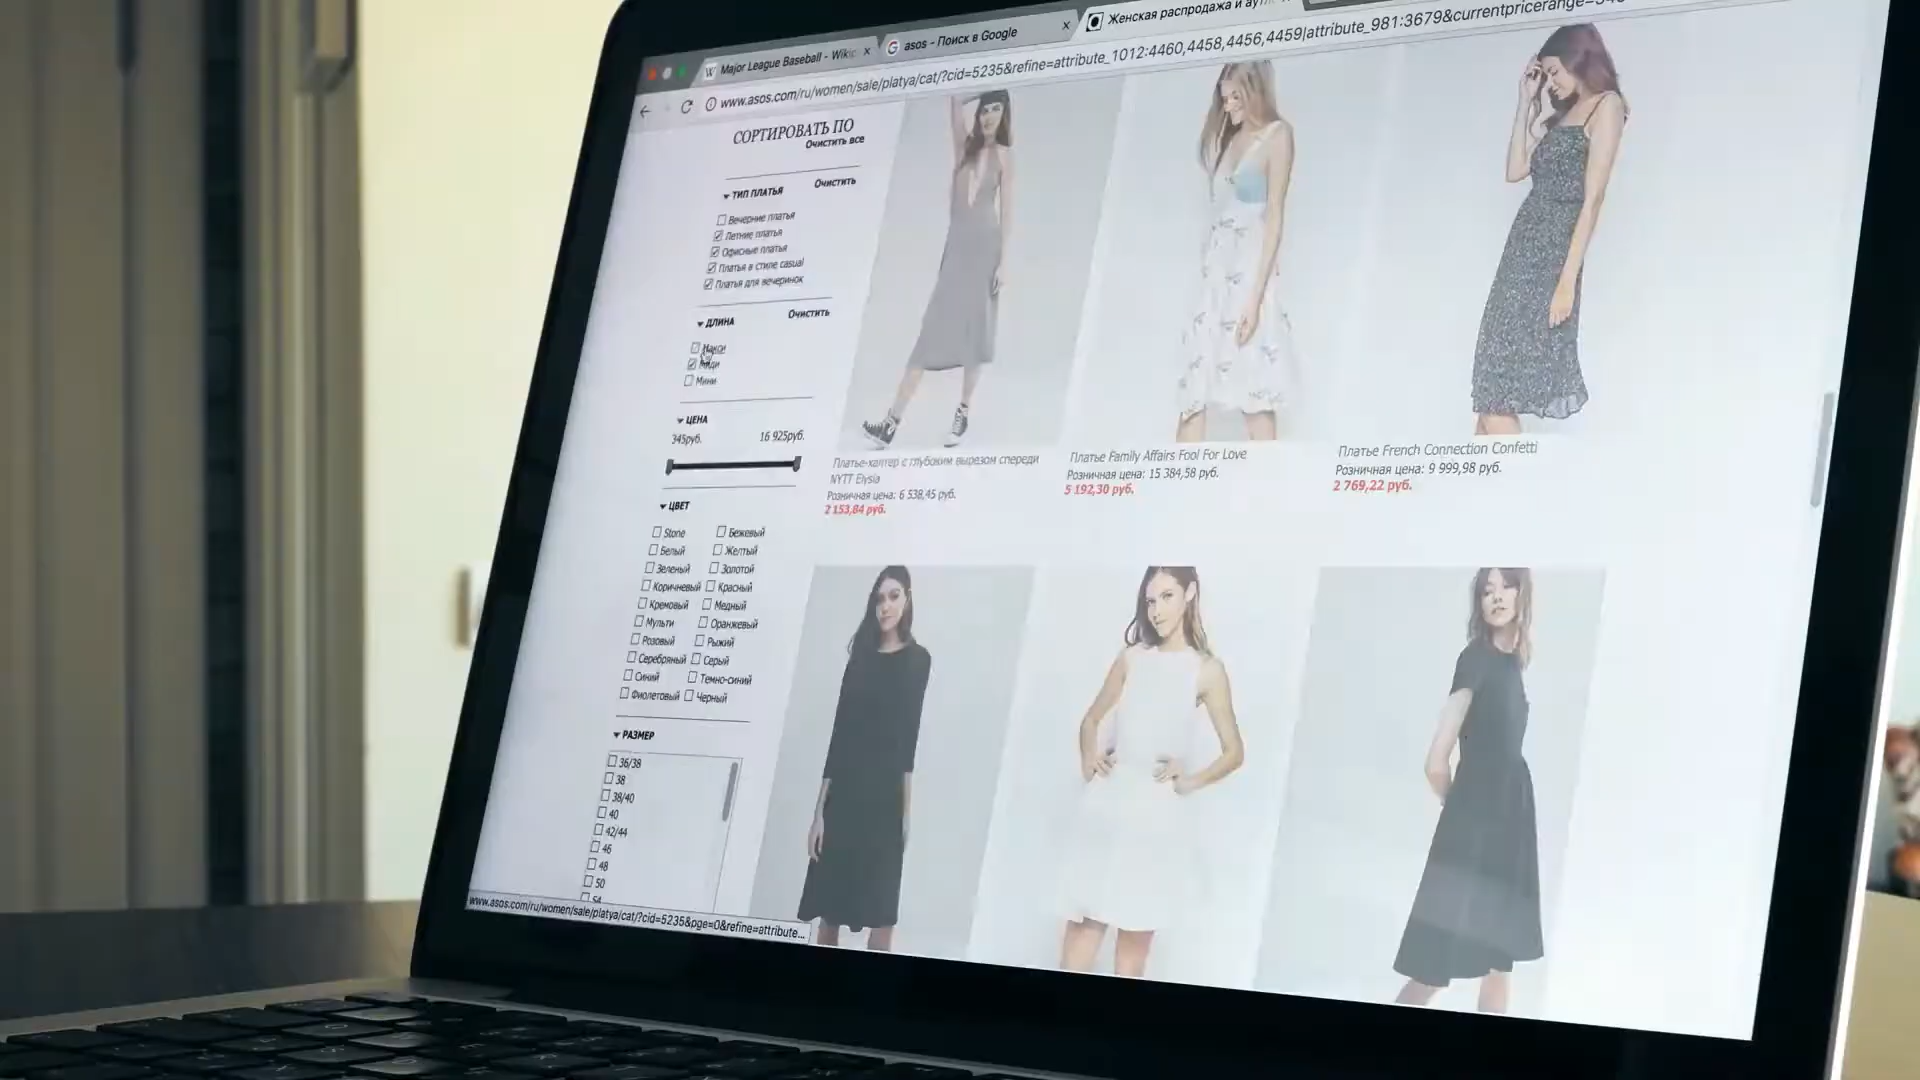 Major League Baseball - Wiki
asos - Поиск в Google
Женская распродажа и аут
www.asos.com/ru/women/sale/platya/cat/?cid=5235&refine=attribute_1012:4460,4458,4456,4459|attribute_981:3679&currentpricerange=
СОРТИРОВАТЬ ПО
Очистить все
ТИП ПЛАТЬЯ
Очистить
Вечерние платья
Летние платья
Офисные платья
Платья в стиле casual
Платья для вечеринок
ДЛИНА
Очистить
Макси
Миди
Мини
ЦЕНА
345руб. 16 925руб.
ЦВЕТ
Stone Бежевый
Белый Желтый
Зеленый Золотой
Коричневый Красный
Кремовый Медный
Мульти Оранжевый
Розовый Рыжий
Серебряный Серый
Синий Темно-синий
Фиолетовый Черный
РАЗМЕР
36/38
38
38/40
40
42/44
46
48
50
54
www.asos.com/ru/women/sale/platya/cat/?cid=5235&pge=0&refine=attribute...
Платье-халтер с глубоким вырезом спереди
NYTT Elysia
Розничная цена: 6 538,45 руб.
2 153,84 руб.
Платье Family Affairs Fool For Love
Розничная цена: 15 384,58 руб.
5 192,30 руб.
Платье French Connection Confetti
Розничная цена: 9 999,98 руб.
2 769,22 руб.